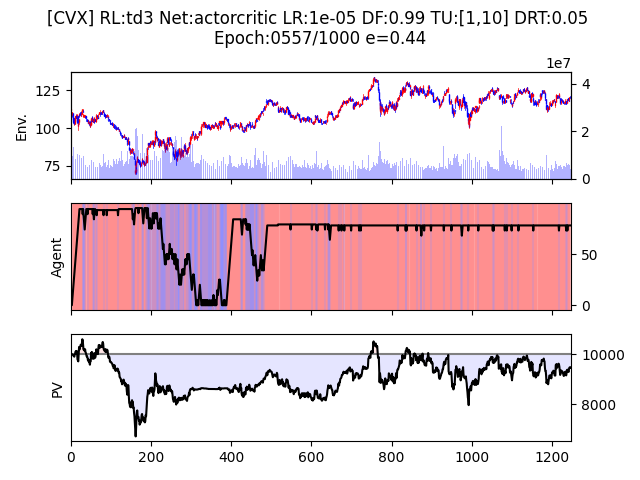 [CVX] RL:td3 Net:actorcritic LR:1e-05 DF:0.99 TU:[1,10] DRT:0.05
Epoch:0557/1000 e=0.44
1e7
125
100
75
Env.
4
2
0
Agent
50
0
PV
10000
8000
0 200 400 600 800 1000 1200